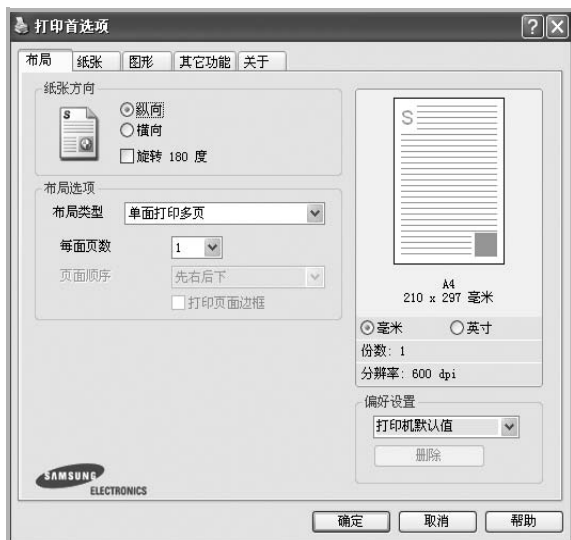 打印首选项
布局 纸张 图形 其它功能 关于
纸张方向
S
纵向
横向
旋转 180 度
布局选项
布局类型 单面打印多页
每面页数 1
页面顺序 先右后下
打印页面边框
S
A4
210 x 297 毫米
毫米 英寸
份数: 1
分辨率: 600 dpi
偏好设置
打印机默认值
删除
SAMSUNG
ELECTRONICS
确定 取消 帮助